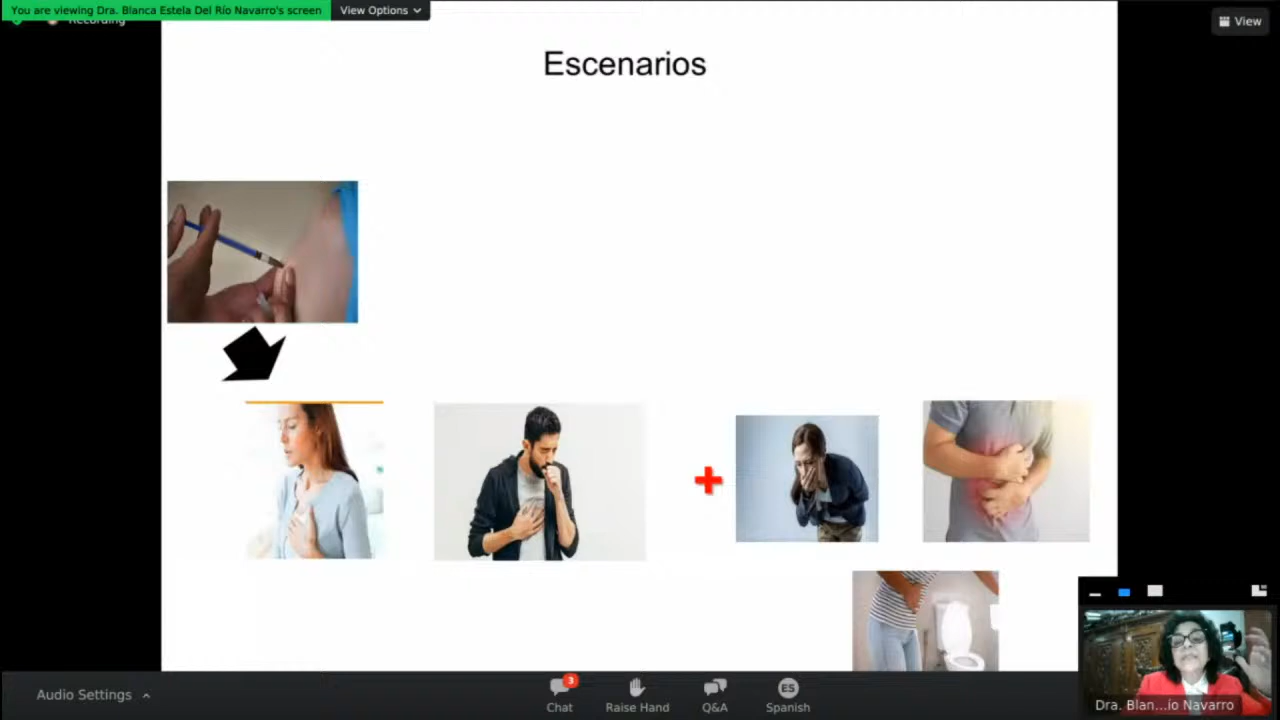 You are viewing Dra. Blanca Estela Del Río Navarro's screen
View Options
Recording
View
Escenarios
Audio Settings
3
Chat
Raise Hand
Q&A
ES
Spanish
Dra. Blan...ío Navarro